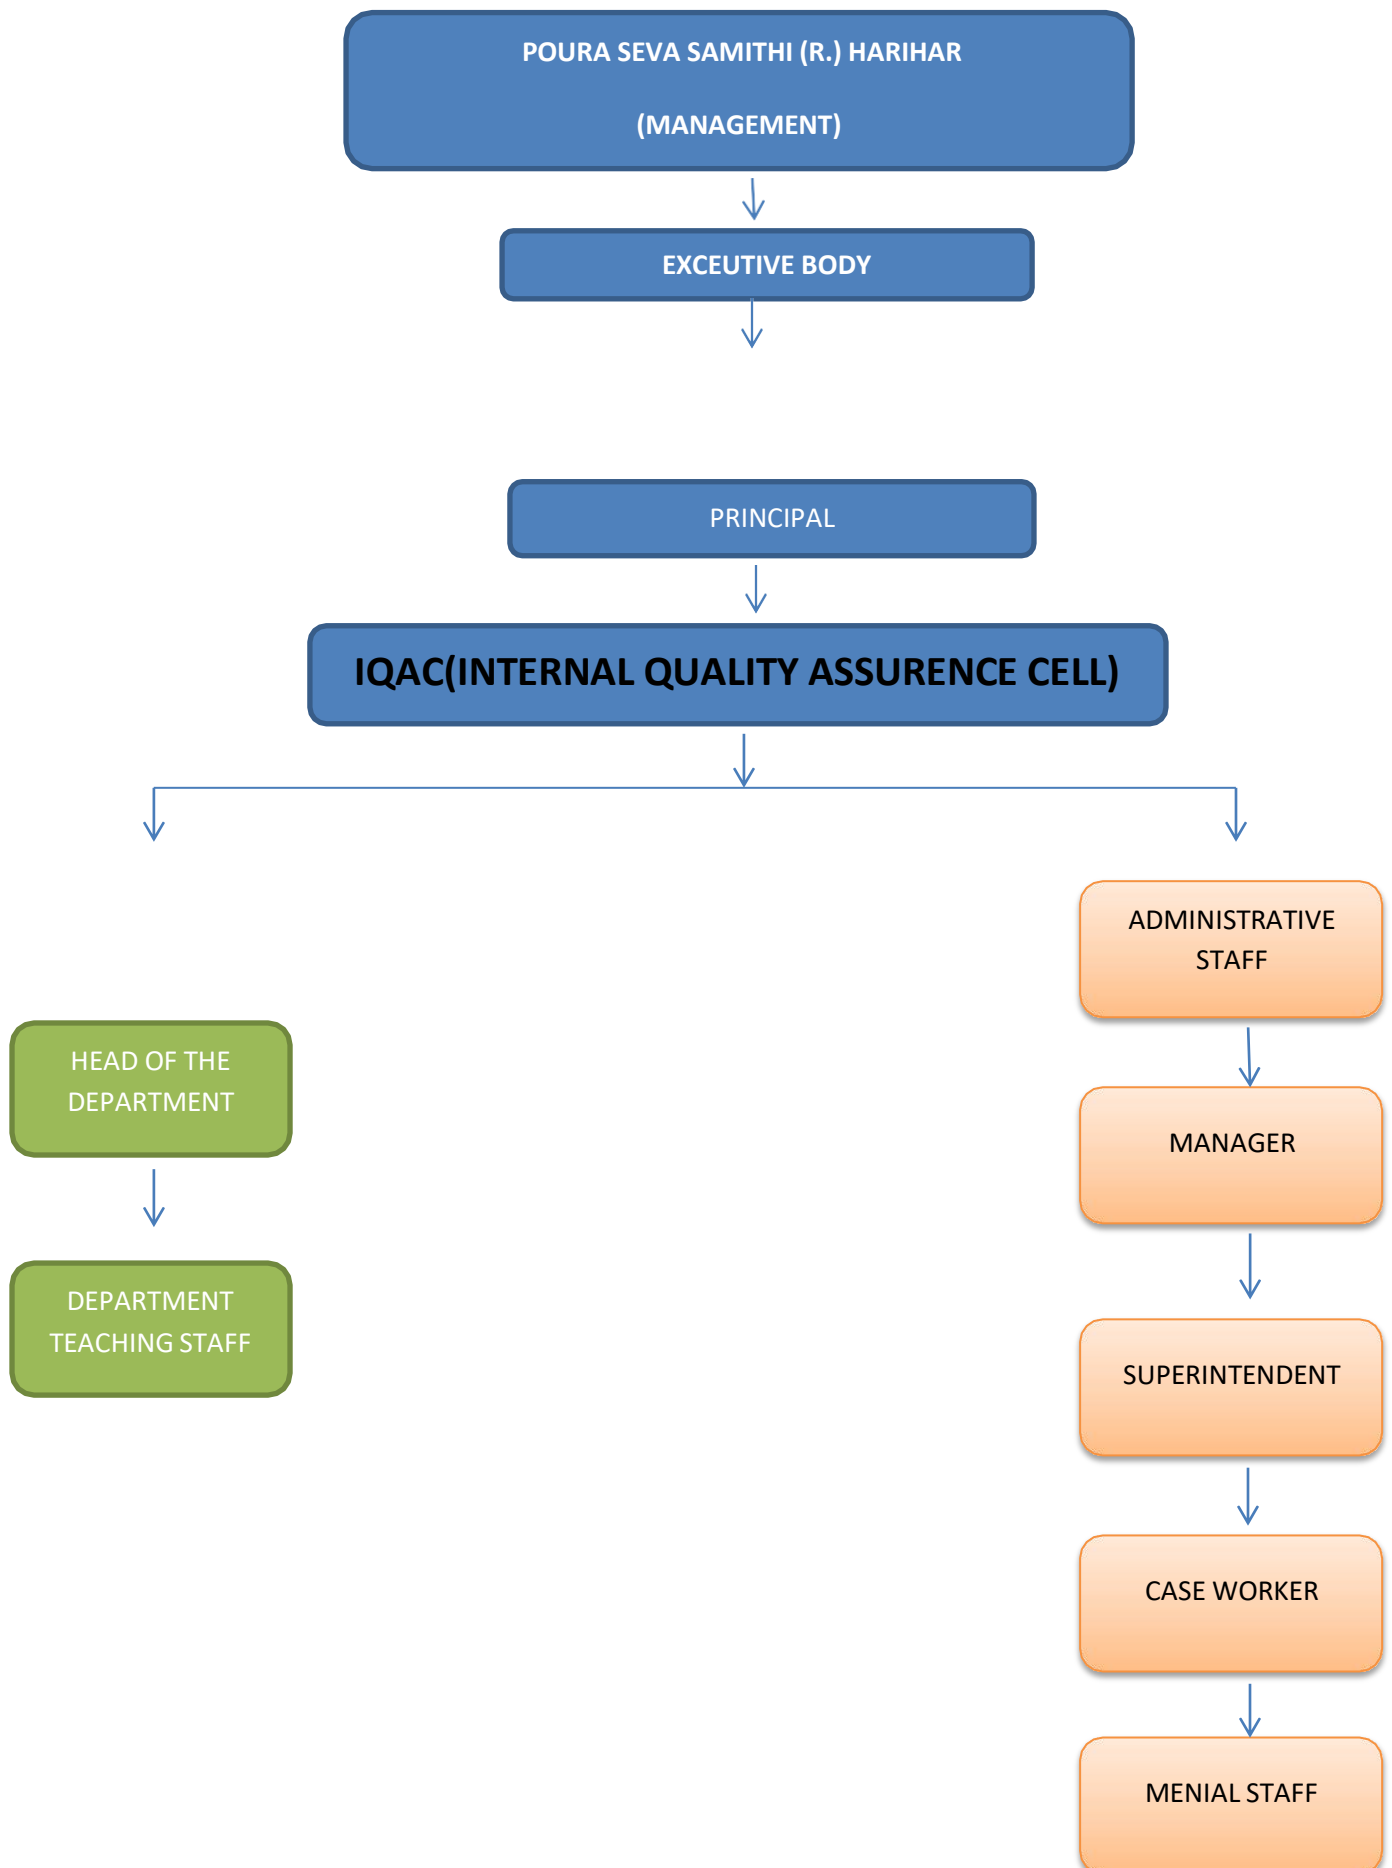 POURA SEVA SAMITHI (R.) HARIHAR
(MANAGEMENT)
EXCEUTIVE BODY
PRINCIPAL
IQAC(INTERNAL QUALITY ASSURENCE CELL)
ADMINISTRATIVE
STAFF
HEAD OF THE
DEPARTMENT
MANAGER
DEPARTMENT
TEACHING STAFF
SUPERINTENDENT
CASE WORKER
MENIAL STAFF